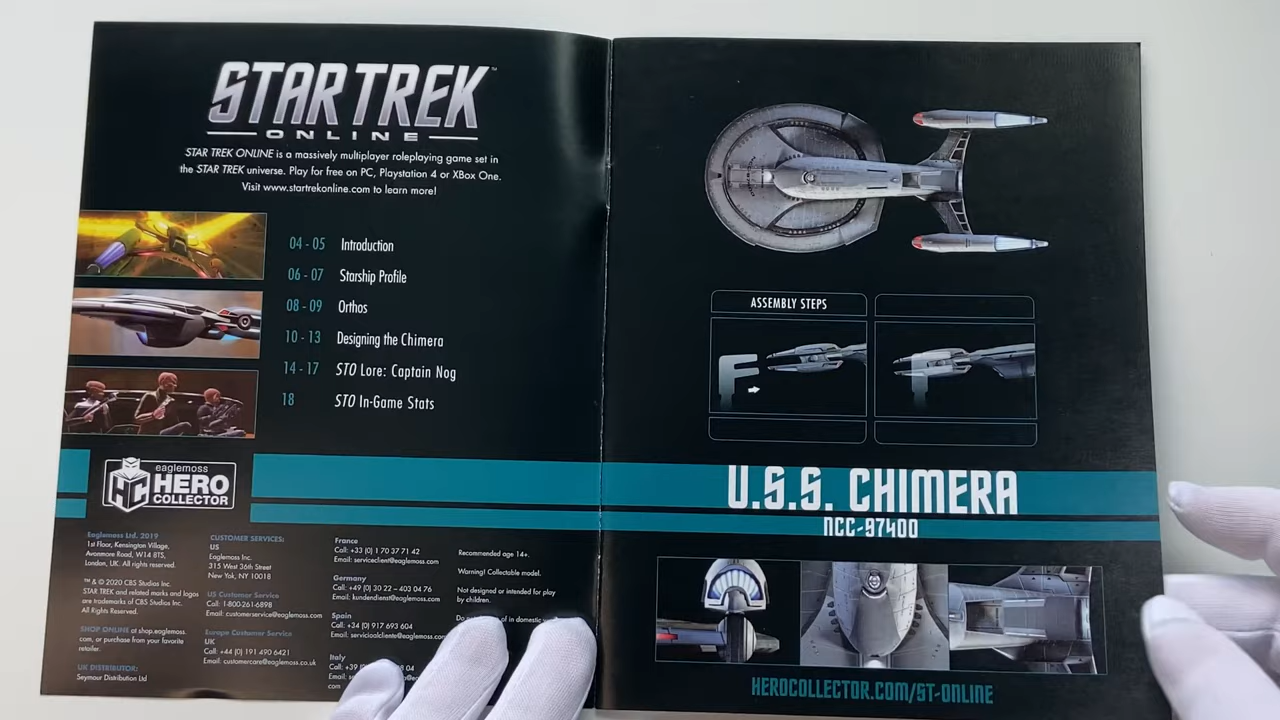 STAR TREK™
ONLINE
STAR TREK ONLINE is a massively multiplayer roleplaying game set in
the STAR TREK universe. Play for free on PC, Playstation 4 or XBox One.
Visit www.startrekonline.com to learn more!
04 - 05 Introduction
06 - 07 Starship Profile
08 - 09 Orthos
10 - 13 Designing the Chimera
14 - 17 STO Lore: Captain Nog
18 STO In-Game Stats
eaglemoss
HC HERO
COLLECTOR
Eaglemoss Ltd. 2019
1st Floor, Kensington Village,
Avonmore Road, W14 8TS,
London, UK. All rights reserved.
™ & © 2020 CBS Studios Inc.
STAR TREK and related marks and logos
are trademarks of CBS Studios Inc.
All Rights Reserved.
SHOP ONLINE at shop.eaglemoss.
com, or purchase from your favorite
retailer.
UK DISTRIBUTOR:
Seymour Distribution Ltd
CUSTOMER SERVICES:
US
Eaglemoss Inc.
315 West 36th Street
New York, NY 10018
US Customer Service
Call: 1-800-261-6898
Email: customerservice@eaglemoss.com
Europe Customer Service
UK
Call: +44 (0) 191 490 6421
Email: customercare@eaglemoss.co.uk
France
Call: +33 (0) 1 70 37 71 42
Email: serviceclient@eaglemoss.com
Germany
Call: +49 (0) 30 22 – 403 04 76
Email: kundendienst@eaglemoss.com
Spain
Call: +34 (0) 917 693 604
Email: servicioalcliente@eaglemoss.com
Italy
Call: +39
Email:
com
Recommended age 14+.
Warning! Collectable model.
Not designed or intended for play
by children.
of in domestic
ASSEMBLY STEPS
U.S.S. CHIMERA
NCC-97400
HEROCOLLECTOR.COM/ST-ONLINE